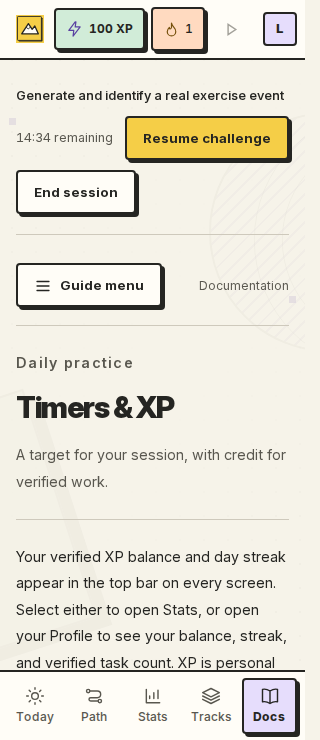 100 XP
1
L
Generate and identify a real exercise event
14:34 remaining
Resume challenge
End session
Guide menu
Documentation
Daily practice
Timers & XP
A target for your session, with credit for
verified work.
Your verified XP balance and day streak
appear in the top bar on every screen.
Select either to open Stats, or open
your Profile to see your balance, streak,
and verified task count. XP is personal
Today
Path
Stats
Tracks
Docs